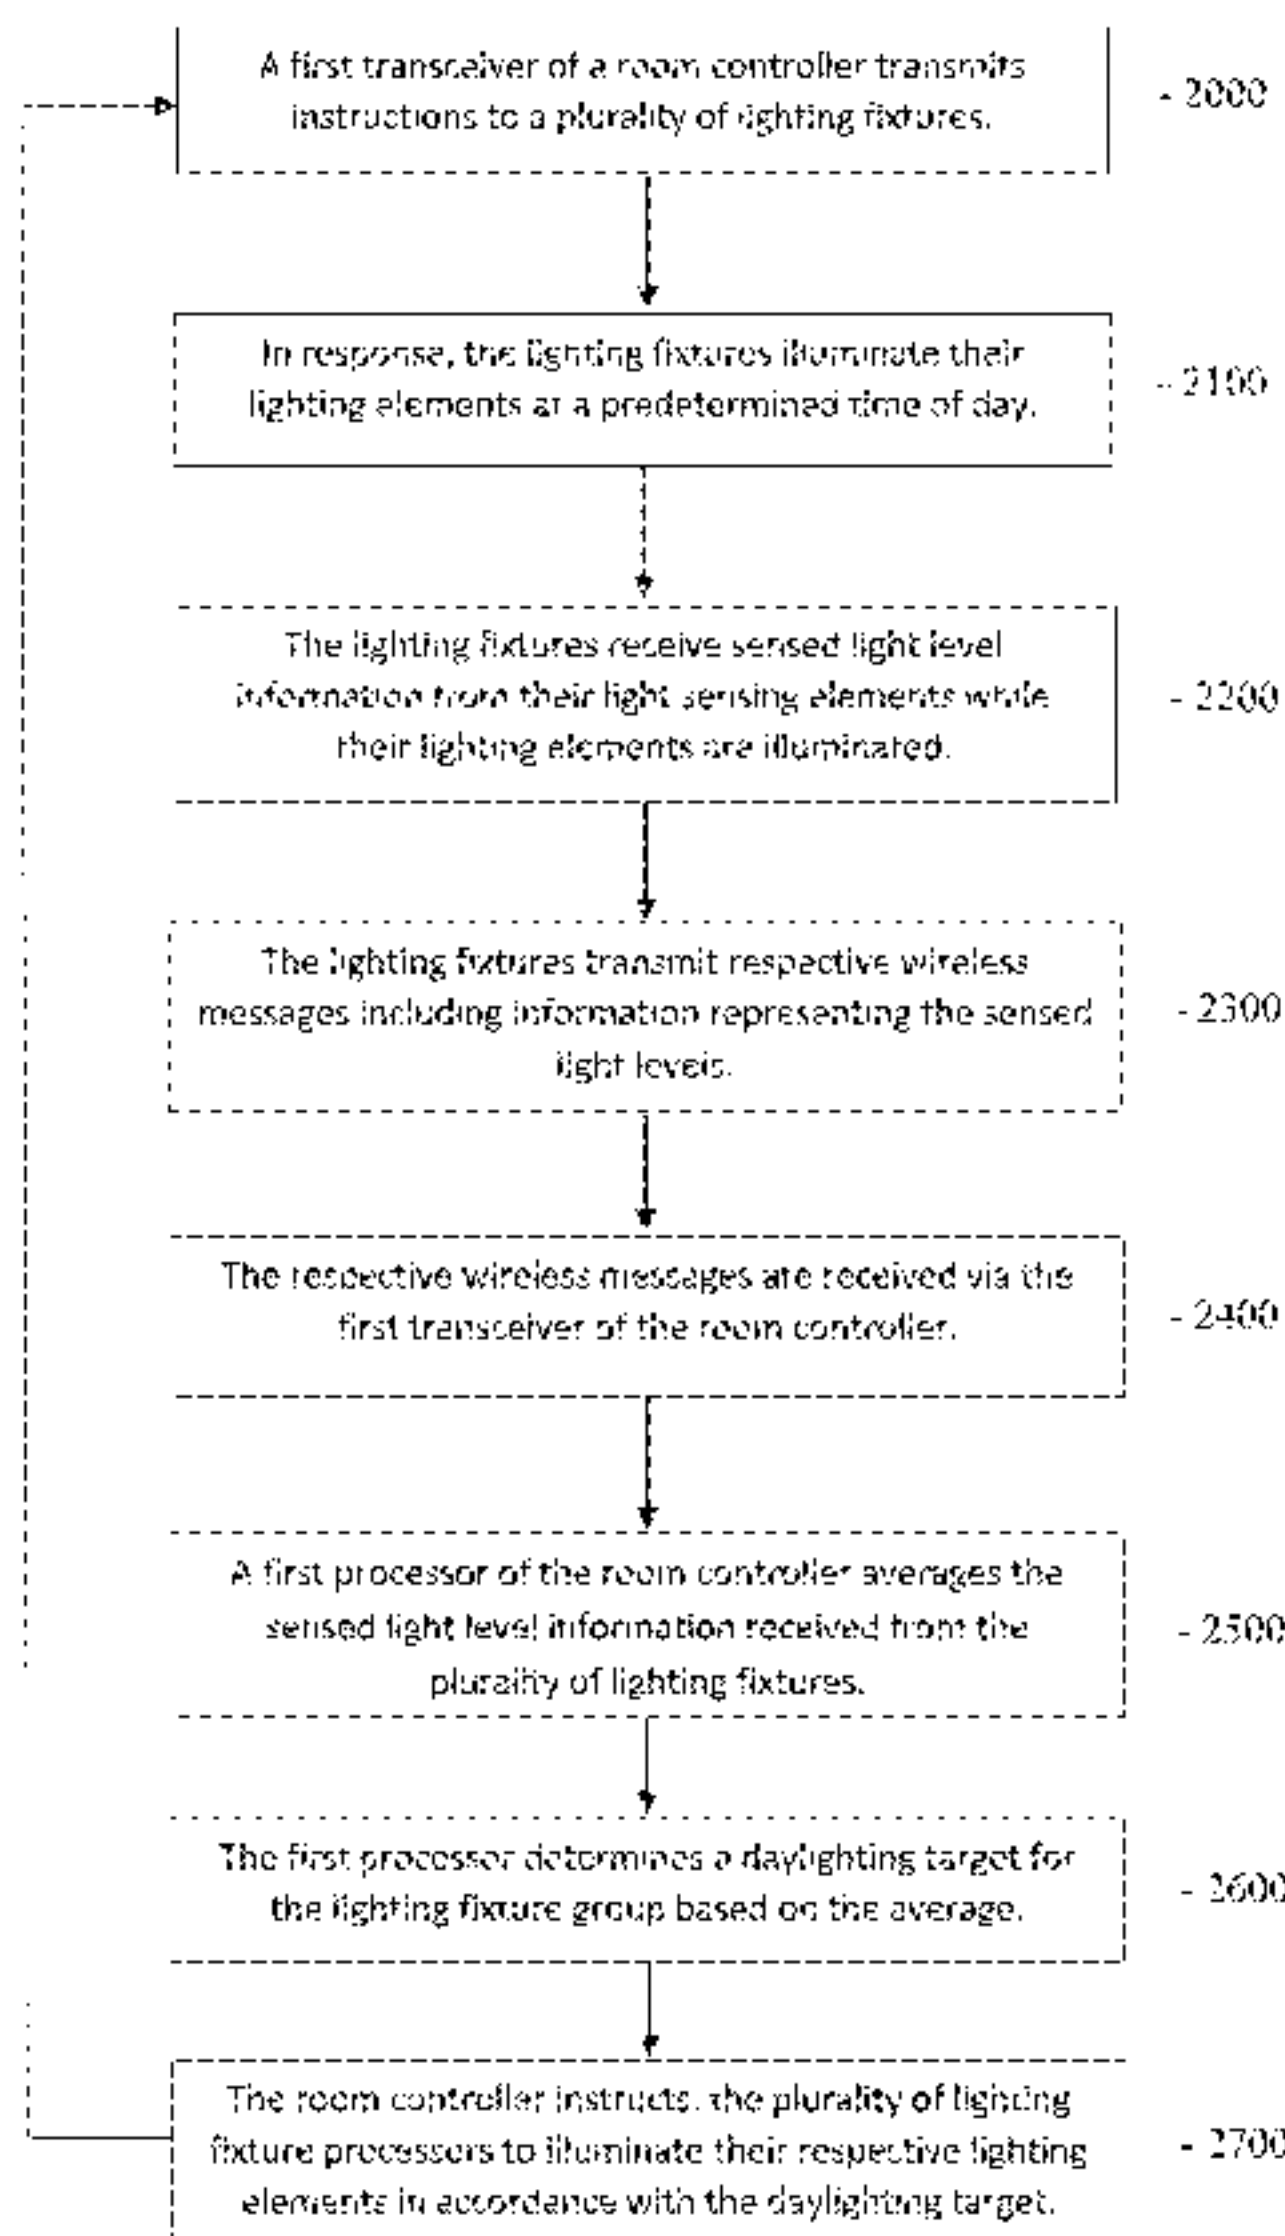 A first transceiver of a room controller transmits
instructions to a plurality of lighting fixtures.
- 2000
In response, the lighting fixtures illuminate their
lighting elements at a predetermined time of day.
- 2100
The lighting fixtures receive sensed light level
information from their light sensing elements while
their lighting elements are illuminated.
- 2200
The lighting fixtures transmit respective wireless
messages including information representing the sensed
light levels.
- 2300
The respective wireless messages are received via the
first transceiver of the room controller.
- 2400
A first processor of the room controller averages the
sensed light level information received from the
plurality of lighting fixtures.
- 2500
The first processor determines a daylighting target for
the lighting fixture group based on the average.
- 2600
The room controller instructs, the plurality of lighting
fixture processors to illuminate their respective lighting
elements in accordance with the daylighting target.
- 2700